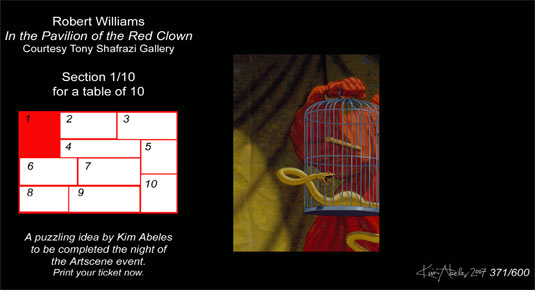 Robert Williams
In the Pavilion of the Red Clown
Courtesy Tony Shafrazi Gallery
Section 1/10
for a table of 10
1
2
3
4
5
6
7
8
9
10
A puzzling idea by Kim Abeles
to be completed the night of
the Artscene event.
Print your ticket now.
Kim Abeles 2007 371/600